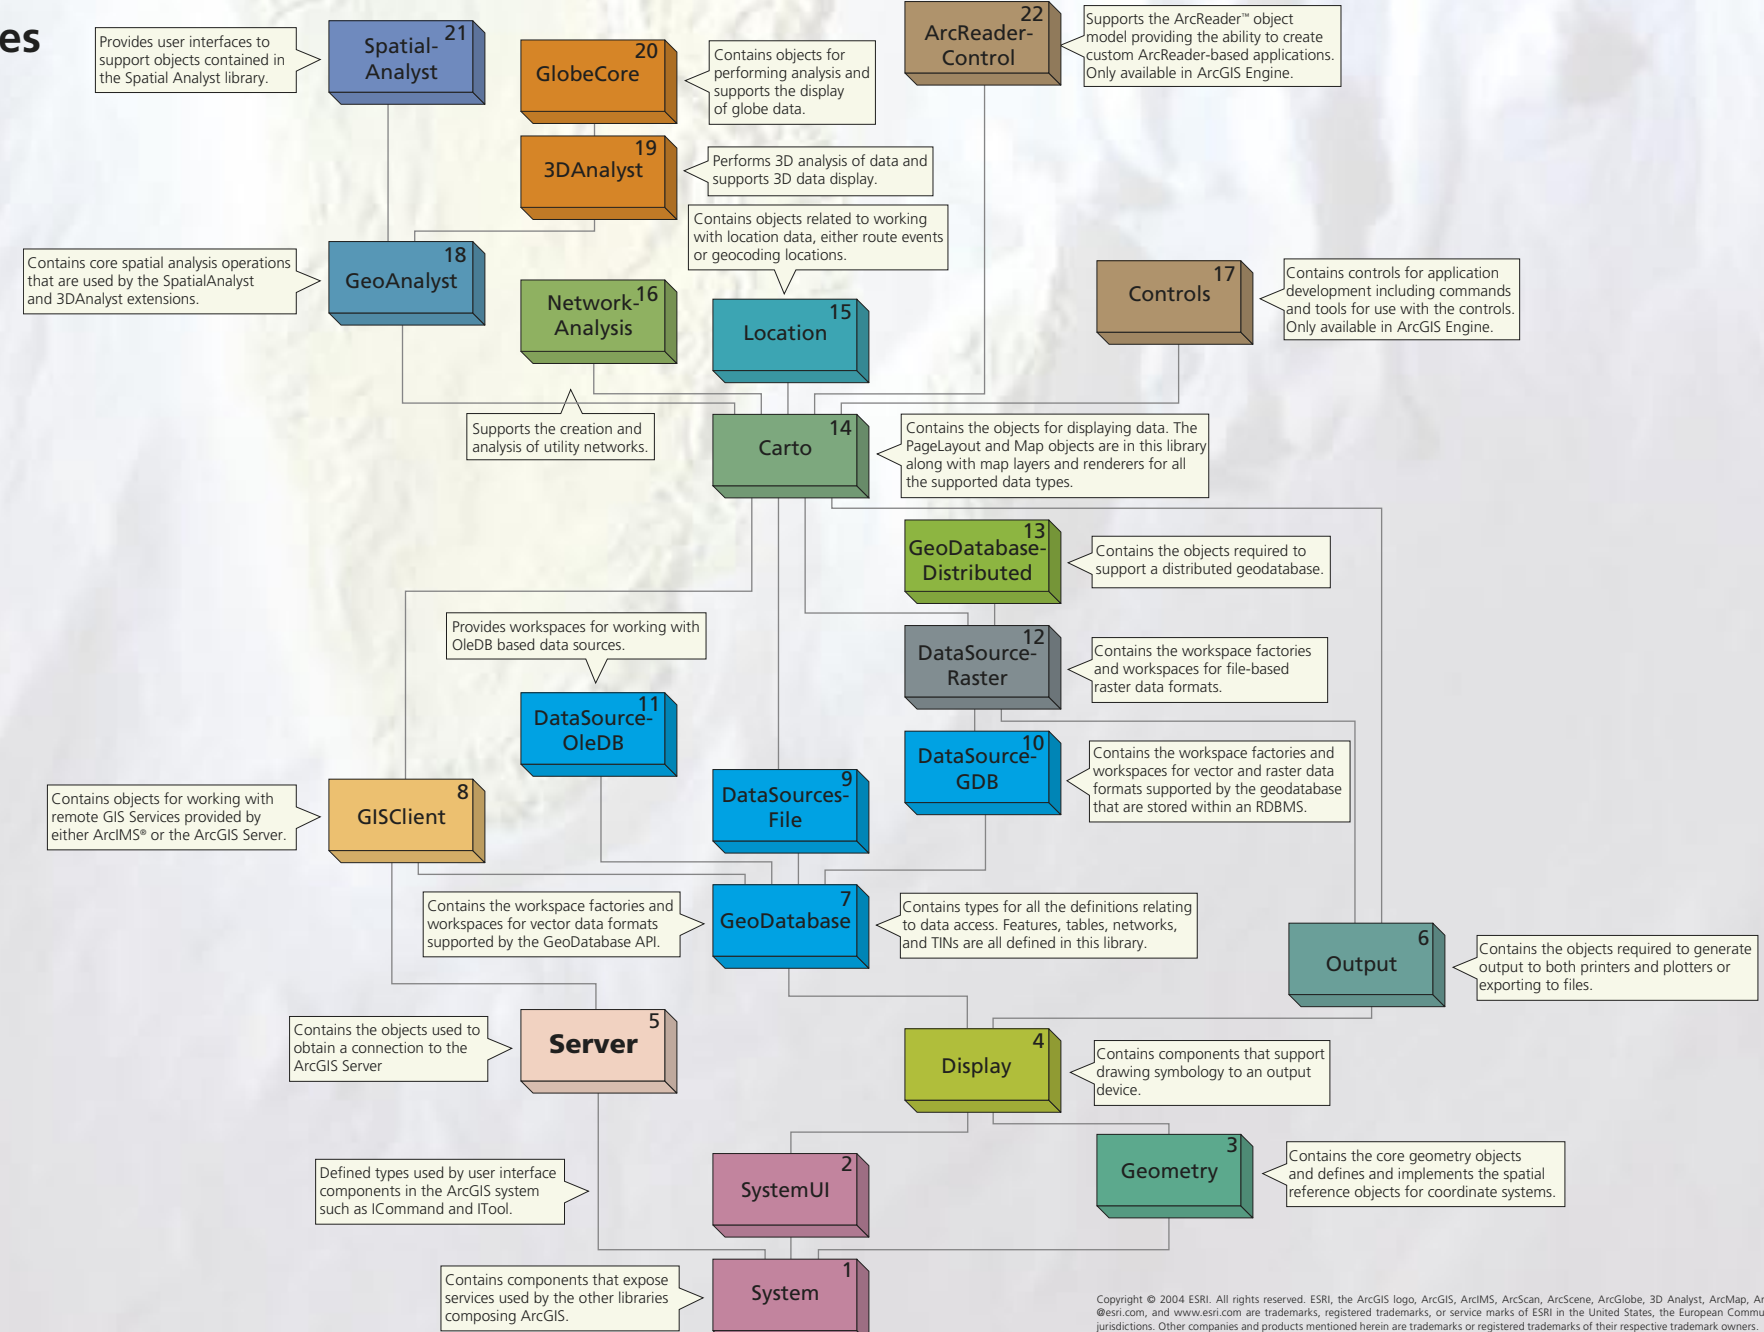 es
Provides user interfaces to
support objects contained in
the Spatial Analyst library.
21
Spatial-
Analyst
20
GlobeCore
Contains objects for
performing analysis and
supports the display
of globe data.
22
ArcReader-
Control
Supports the ArcReader™ object
model providing the ability to create
custom ArcReader-based applications.
Only available in ArcGIS Engine.
19
3DAnalyst
Performs 3D analysis of data and
supports 3D data display.
Contains objects related to working
with location data, either route events
or geocoding locations.
Contains core spatial analysis operations
that are used by the SpatialAnalyst
and 3DAnalyst extensions.
18
GeoAnalyst
16
Network-
Analysis
15
Location
17
Controls
Contains controls for application
development including commands
and tools for use with the controls.
Only available in ArcGIS Engine.
Supports the creation and
analysis of utility networks.
14
Carto
Contains the objects for displaying data. The
PageLayout and Map objects are in this library
along with map layers and renderers for all
the supported data types.
13
GeoDatabase-
Distributed
Contains the objects required to
support a distributed geodatabase.
Provides workspaces for working with
OleDB based data sources.
12
DataSource-
Raster
Contains the workspace factories
and workspaces for file-based
raster data formats.
11
DataSource-
OleDB
10
DataSource-
GDB
Contains the workspace factories and
workspaces for vector and raster data
formats supported by the geodatabase
that are stored within an RDBMS.
Contains objects for working with
remote GIS Services provided by
either ArcIMS® or the ArcGIS Server.
8
GISClient
9
DataSources-
File
Contains the workspace factories and
workspaces for vector data formats
supported by the GeoDatabase API.
7
GeoDatabase
Contains types for all the definitions relating
to data access. Features, tables, networks,
and TINs are all defined in this library.
6
Output
Contains the objects required to generate
output to both printers and plotters or
exporting to files.
Contains the objects used to
obtain a connection to the
ArcGIS Server
5
Server
4
Display
Contains components that support
drawing symbology to an output
device.
Defined types used by user interface
components in the ArcGIS system
such as ICommand and ITool.
2
SystemUI
3
Geometry
Contains the core geometry objects
and defines and implements the spatial
reference objects for coordinate systems.
Contains components that expose
services used by the other libraries
composing ArcGIS.
1
System
Copyright © 2004 ESRI. All rights reserved. ESRI, the ArcGIS logo, ArcGIS, ArcIMS, ArcScan, ArcScene, ArcGlobe, 3D Analyst, ArcMap, Ar
@esri.com, and www.esri.com are trademarks, registered trademarks, or service marks of ESRI in the United States, the European Commu
jurisdictions. Other companies and products mentioned herein are trademarks or registered trademarks of their respective trademark owners.